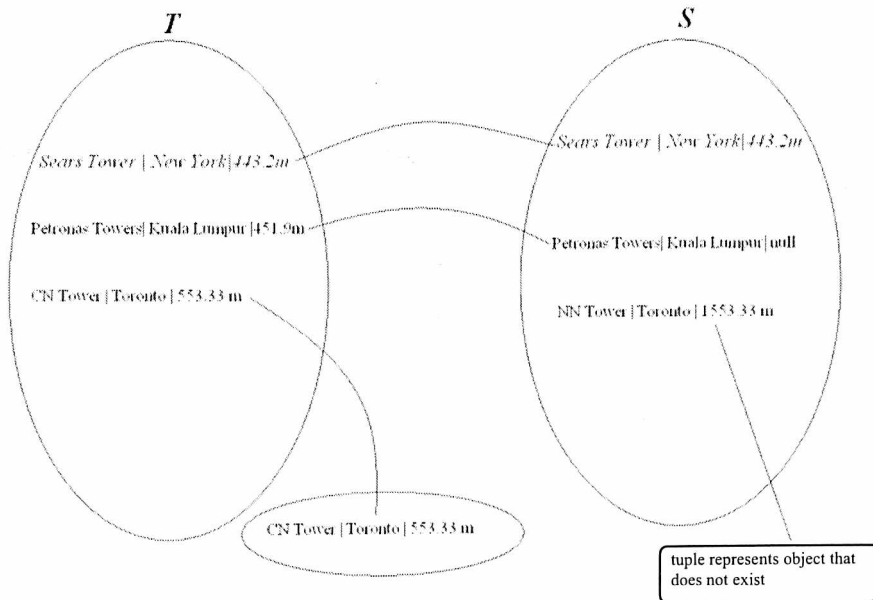 T
S
Sears Tower | New York|443.2m
Sears Tower | New York|443.2m
Petronas Towers| Kuala Lumpur |451.9m
Petronas Towers| Kuala Lumpur|null
CN Tower | Toronto | 553.33 m
NN Tower | Toronto | 1553.33 m
CN Tower | Toronto | 553.33 m
tuple represents object that
does not exist